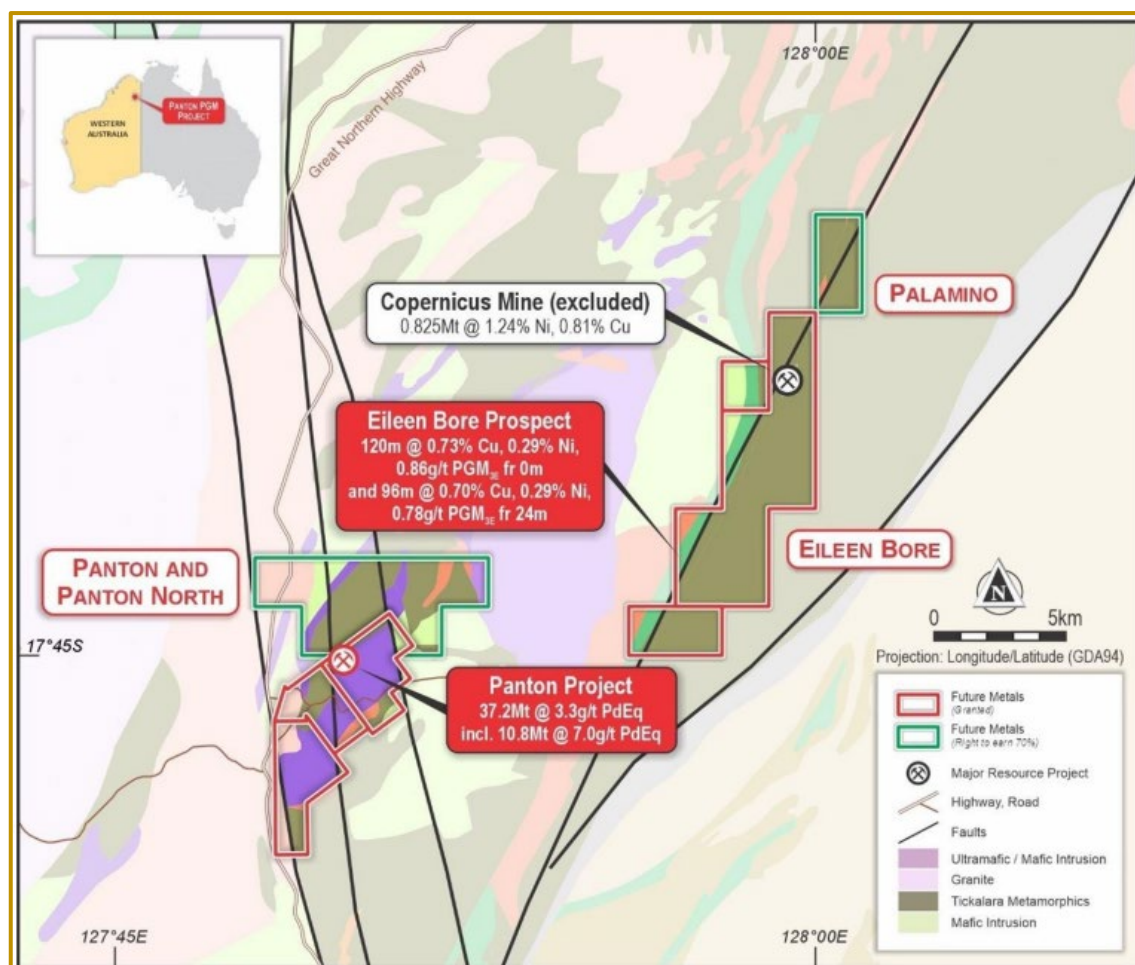 128°00E
WESTERN
AUSTRALIA
PANTON PGM
PROJECT
Great Northern Highway
PALAMINO
Copernicus Mine (excluded)
0.825Mt @ 1.24% Ni, 0.81% Cu
Eileen Bore Prospect
120m @ 0.73% Cu, 0.29% Ni,
0.86g/t PGM3E fr 0m
and 96m @ 0.70% Cu, 0.29% Ni,
0.78g/t PGM3E fr 24m
EILEEN BORE
PANTON AND
PANTON NORTH
N
0 5km
17°45S
Projection: Longitude/Latitude (GDA94)
Panton Project
37.2Mt @ 3.3g/t PdEq
incl. 10.8Mt @ 7.0g/t PdEq
Future Metals
(Granted)
Future Metals
(Right to earn 70%)
Major Resource Project
Highway, Road
Faults
Ultramafic / Mafic Intrusion
Granite
Tickalara Metamorphics
Mafic Intrusion
127°45E
128°00E